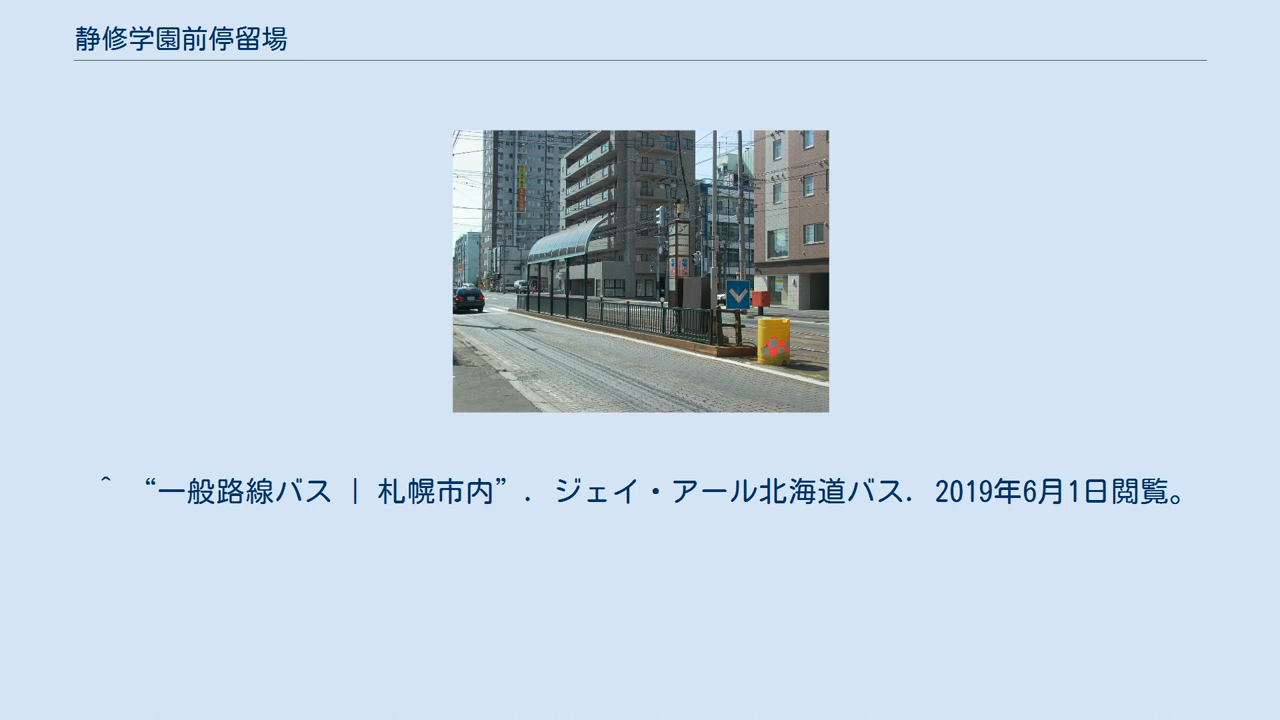 静修学園前停留場
^ “一般路線バス | 札幌市内”. ジェイ・アール北海道バス. 2019年6月1日閲覧。